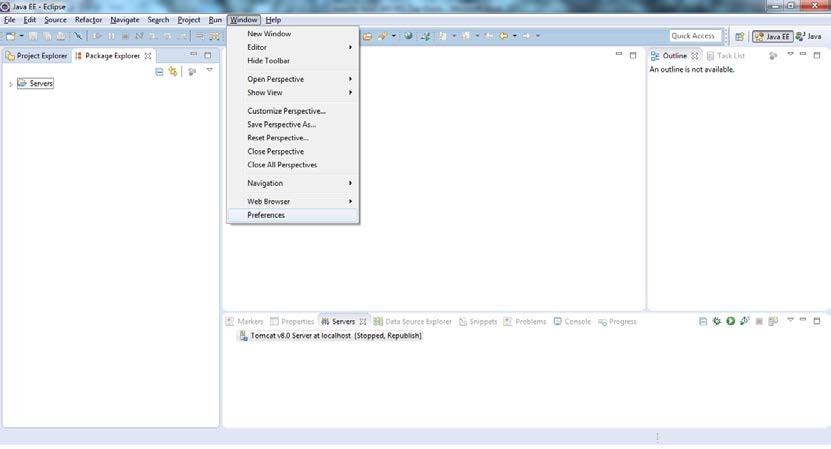 Java EE - Eclipse
File Edit Source Refactor Navigate Search Project Run Window Help
Quick Access
Java EE
Java
Project Explorer
Package Explorer
Servers
New Window
Editor
Hide Toolbar
Open Perspective
Show View
Customize Perspective...
Save Perspective As...
Reset Perspective...
Close Perspective
Close All Perspectives
Navigation
Web Browser
Preferences
Outline
Task List
An outline is not available.
Markers
Properties
Servers
Data Source Explorer
Snippets
Problems
Console
Progress
Tomcat v8.0 Server at localhost [Stopped, Republish]